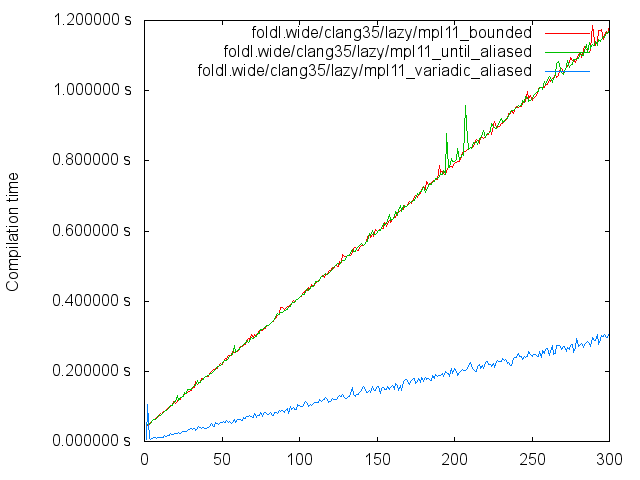 foldl.wide/clang35/lazy/mpl11_bounded
foldl.wide/clang35/lazy/mpl11_until_aliased
foldl.wide/clang35/lazy/mpl11_variadic_aliased
Compilation time
1.200000 s
1.000000 s
0.800000 s
0.600000 s
0.400000 s
0.200000 s
0.000000 s
0 50 100 150 200 250 300